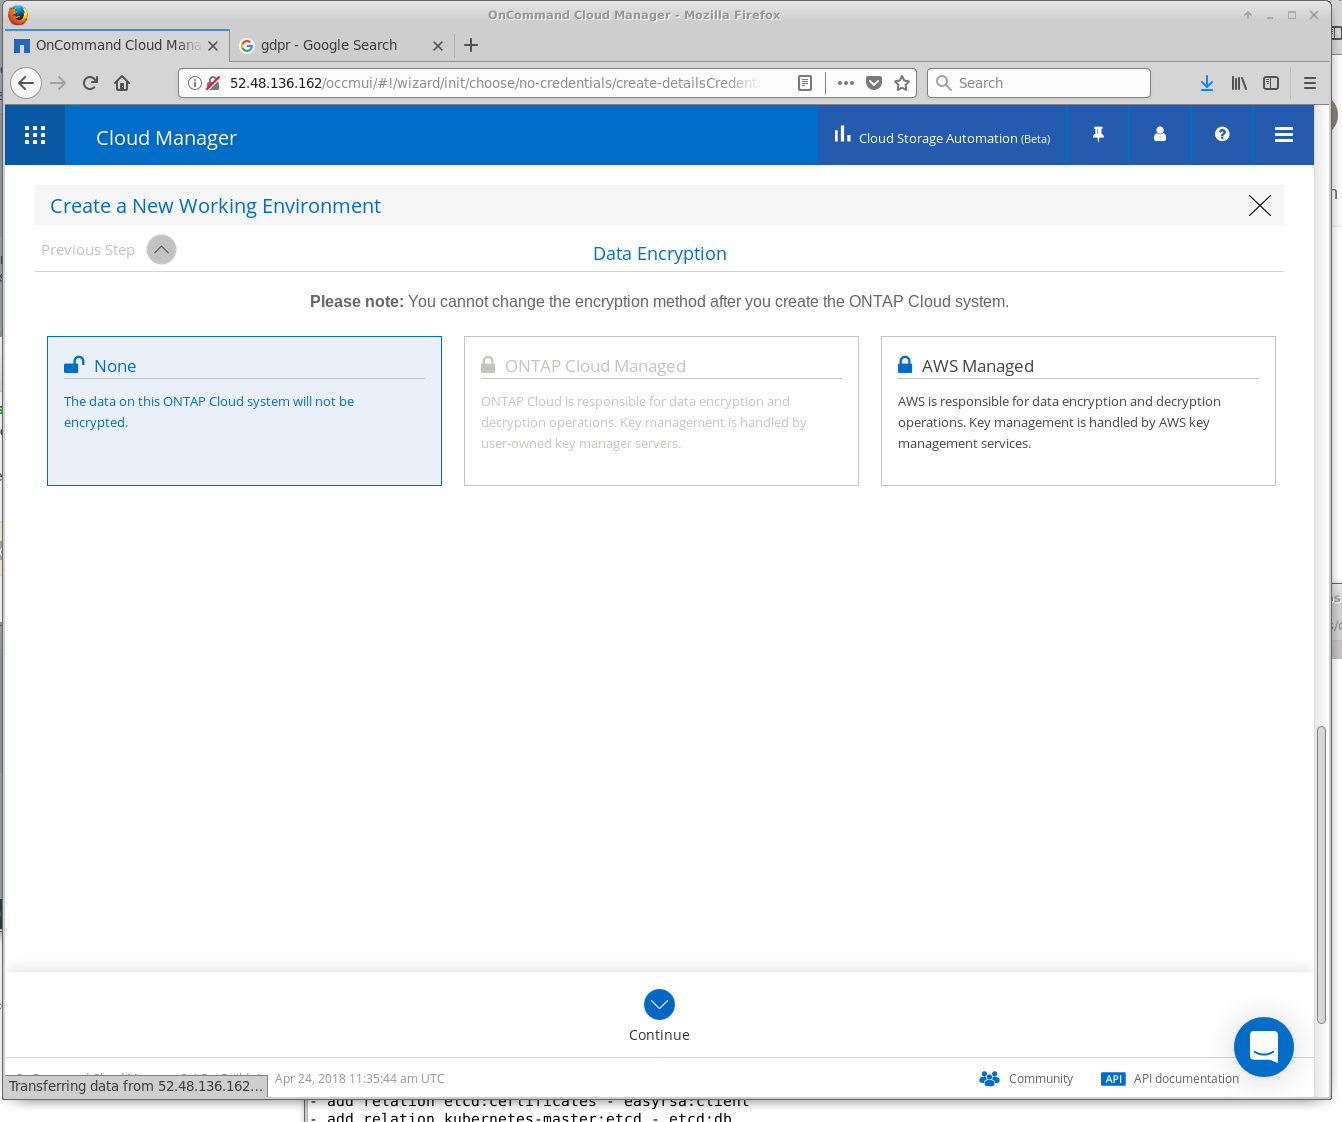 OnCommand Cloud Manager - Mozilla Firefox
OnCommand Cloud Mana
gdpr - Google Search
52.48.136.162/occmui/#!/wizard/init/choose/no-credentials/create-detailsCredenti
Search
Cloud Manager
Cloud Storage Automation (Beta)
Create a New Working Environment
Previous Step
Data Encryption
Please note: You cannot change the encryption method after you create the ONTAP Cloud system.
None
The data on this ONTAP Cloud system will not be
encrypted.
ONTAP Cloud Managed
ONTAP Cloud is responsible for data encryption and
decryption operations. Key management is handled by
user-owned key manager servers.
AWS Managed
AWS is responsible for data encryption and decryption
operations. Key management is handled by AWS key
management services.
Continue
Apr 24, 2018 11:35:44 am UTC
Community
API API documentation
Transferring data from 52.48.136.162...
- add relation etcd:certificates - easyrsa:client
- add relation kubernetes-master:etcd - etcd:db